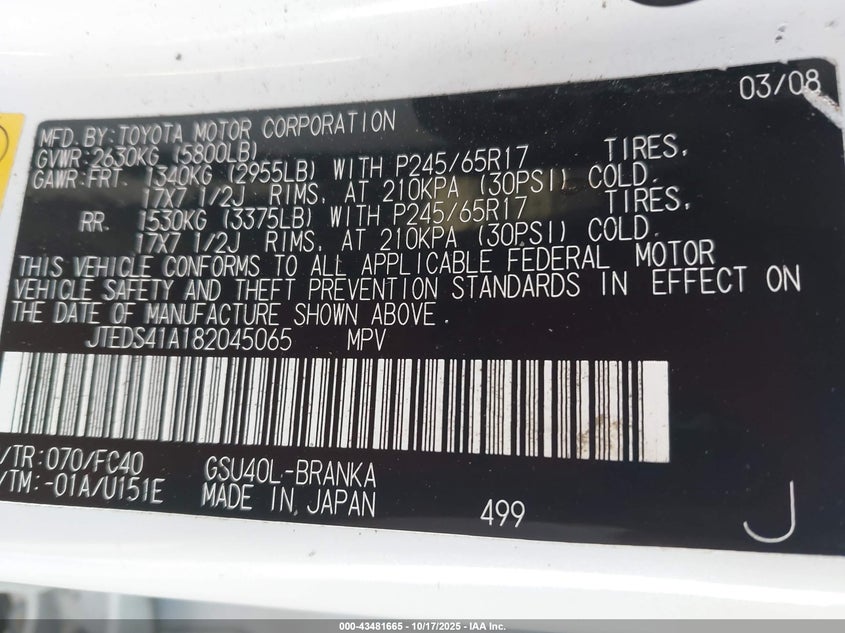 03/08
MFD. BY: TOYOTA MOTOR CORPORATION
GVWR: 2630KG (5800LB)
GAWR: FRT. 1340KG (2955LB) WITH P245/65R17 TIRES,
17X7 1/2J RIMS, AT 210KPA (30PSI) COLD.
RR. 1530KG (3375LB) WITH P245/65R17 TIRES,
17X7 1/2J RIMS, AT 210KPA (30PSI) COLD.
THIS VEHICLE CONFORMS TO ALL APPLICABLE FEDERAL MOTOR
VEHICLE SAFETY AND THEFT PREVENTION STANDARDS IN EFFECT ON
THE DATE OF MANUFACTURE SHOWN ABOVE.
JTEDS41A182045065 MPV
/TR: 070/FC40 GSU40L-BRANKA
/TM: -01A/U151E MADE IN JAPAN 499 J
000-43481665 - 10/17/2025 - IAA Inc.